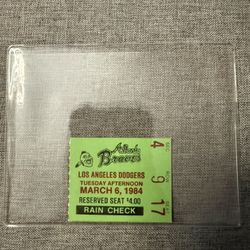 Atlanta
Braves
LOS ANGELES DODGERS
TUESDAY AFTERNOON
MARCH 6, 1984
RESERVED SEAT $4.00
RAIN CHECK
4
9
17